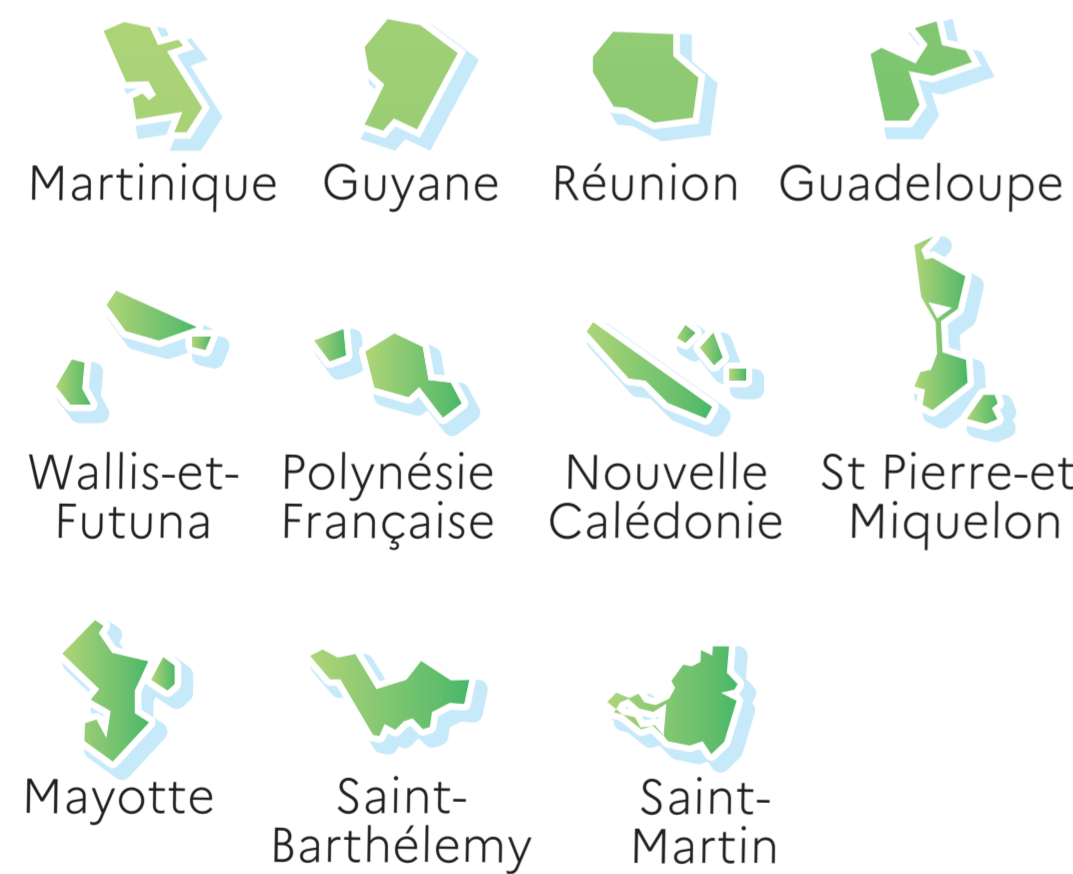 Martinique
Guyane
Réunion
Guadeloupe
Wallis-et-
Futuna
Polynésie
Française
Nouvelle
Calédonie
St Pierre-et
Miquelon
Mayotte
Saint-
Barthélemy
Saint-
Martin